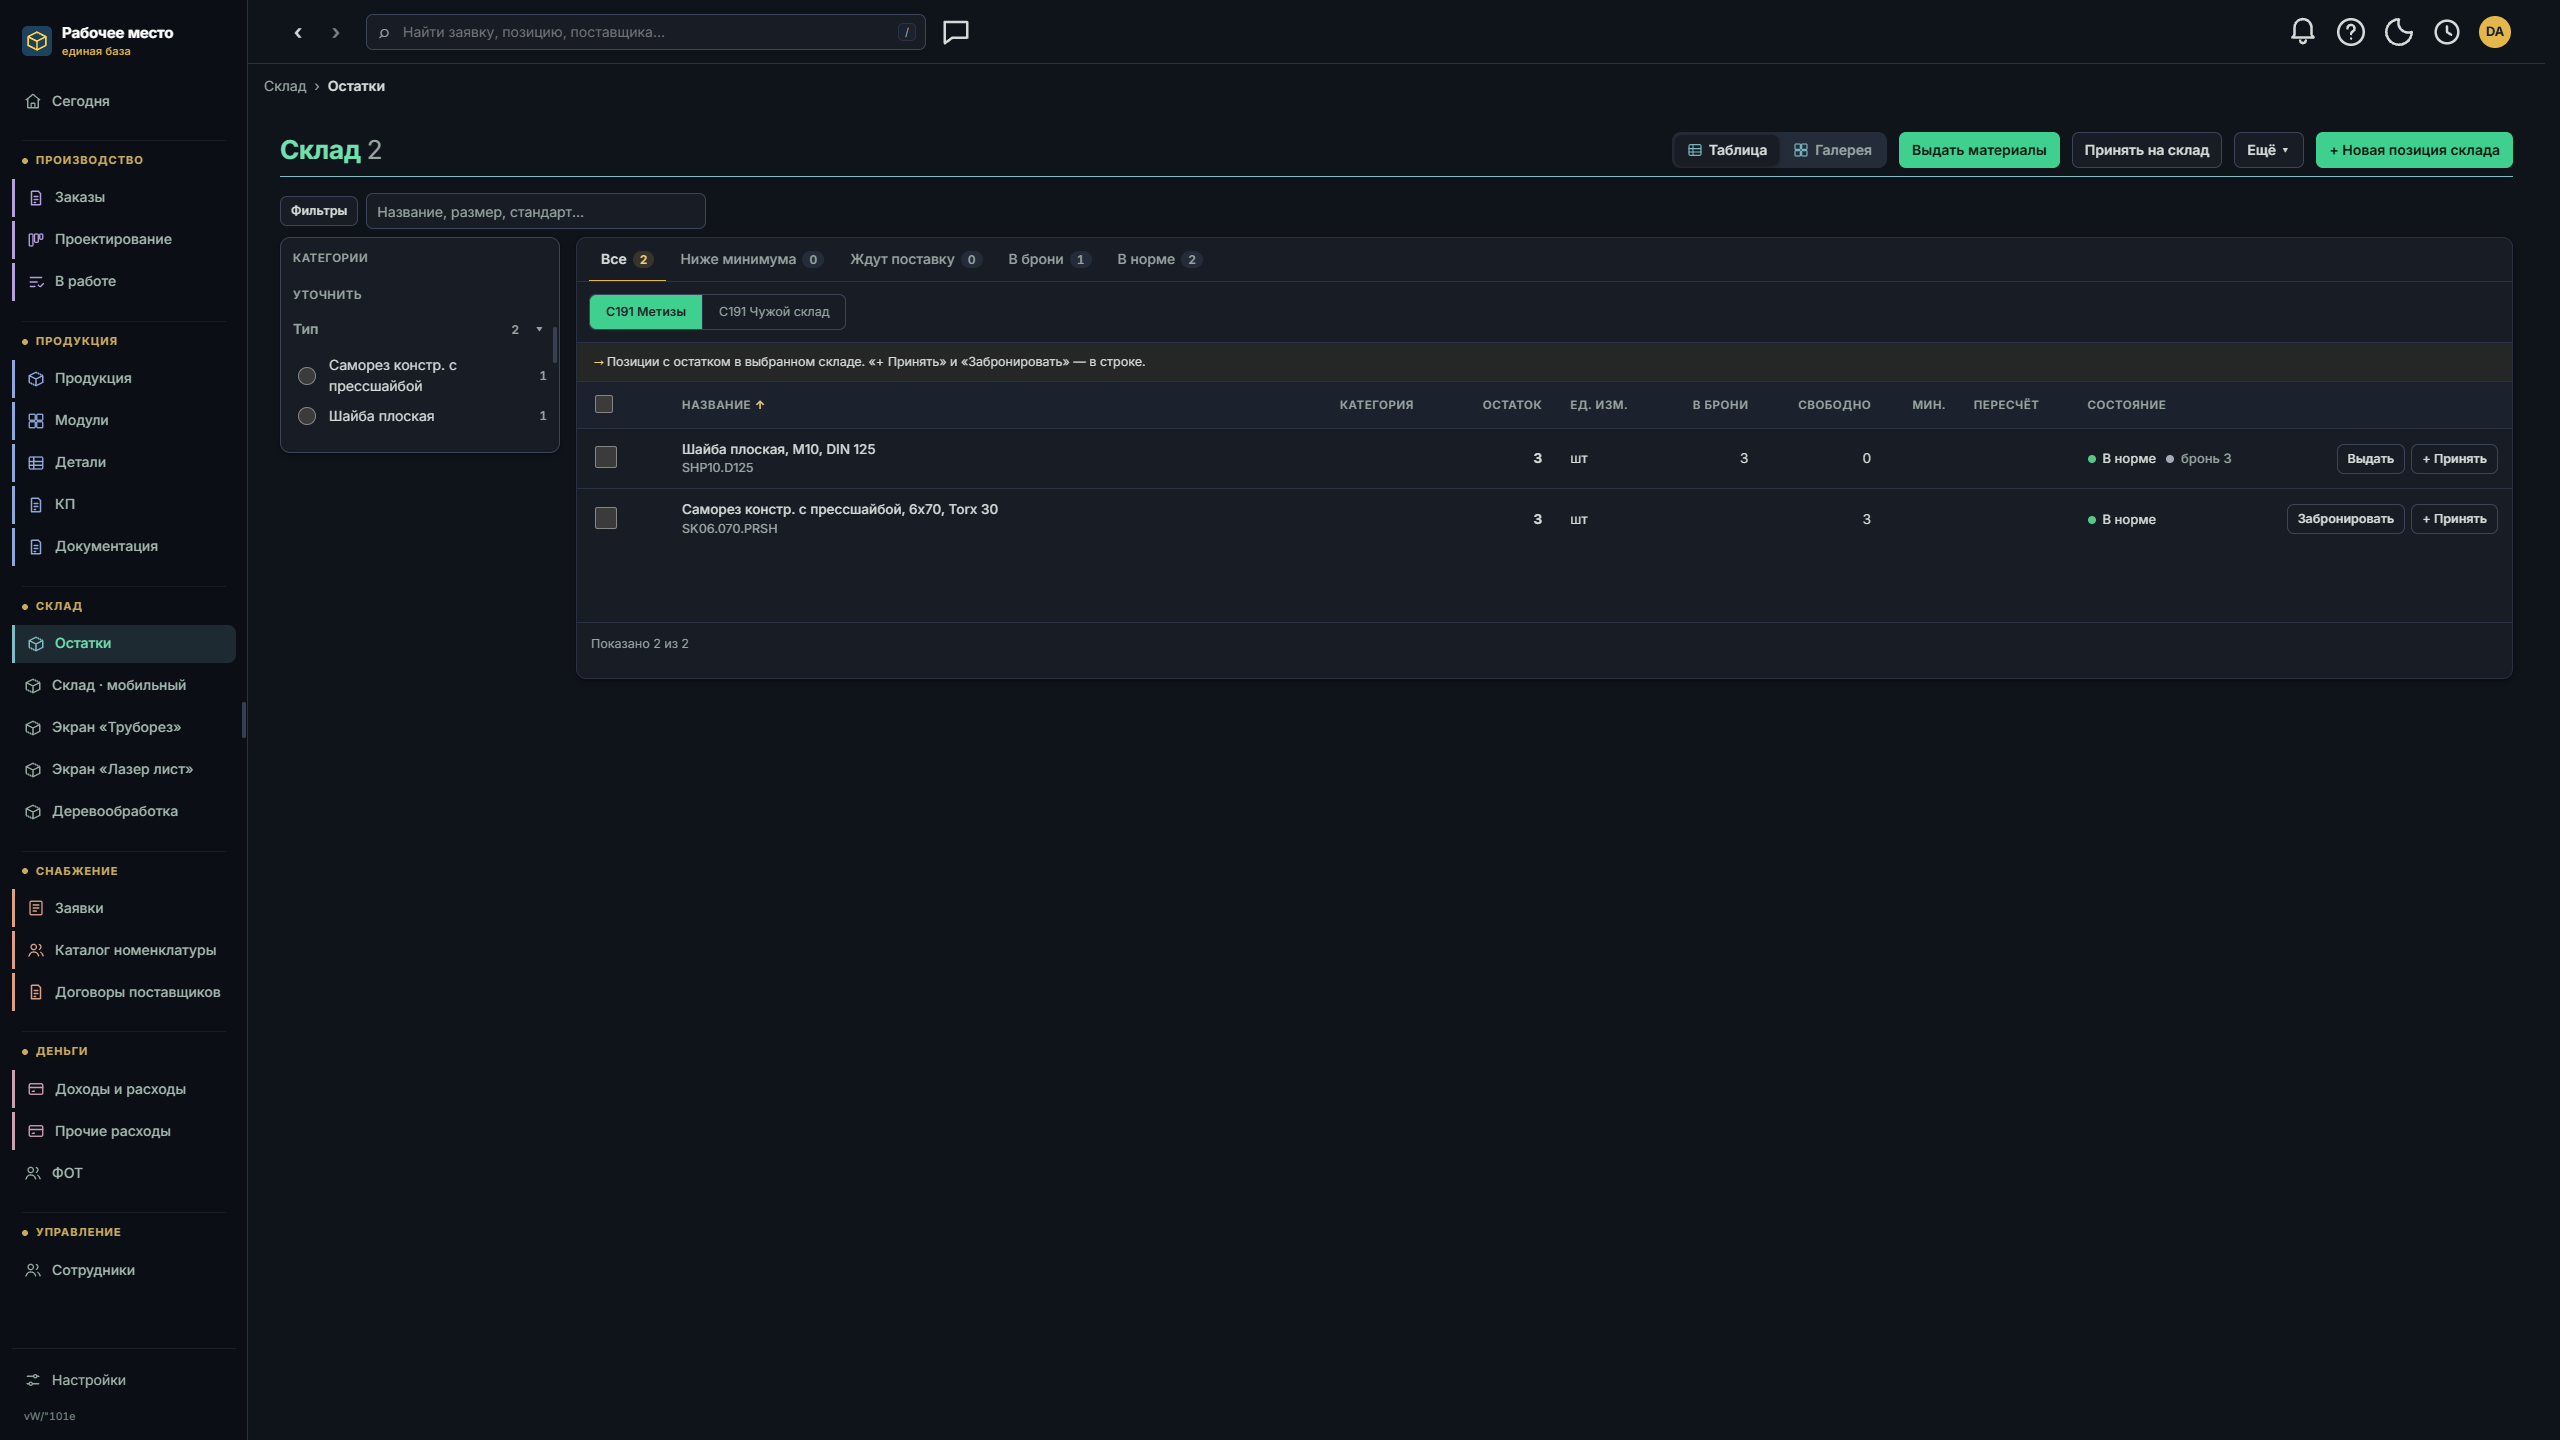 Рабочее место
единая база
Сегодня
ПРОИЗВОДСТВО
Заказы
Проектирование
В работе
ПРОДУКЦИЯ
Продукция
Модули
Детали
КП
Документация
СКЛАД
Остатки
Склад · мобильный
Экран «Труборез»
Экран «Лазер лист»
Деревообработка
СНАБЖЕНИЕ
Заявки
Каталог номенклатуры
Договоры поставщиков
ДЕНЬГИ
Доходы и расходы
Прочие расходы
ФОТ
УПРАВЛЕНИЕ
Сотрудники
Настройки
vW/"101e
Найти заявку, позицию, поставщика... /
DA
Склад › Остатки
Склад 2
Таблица Галерея Выдать материалы Принять на склад Ещё ▾ + Новая позиция склада
Фильтры Название, размер, стандарт...
КАТЕГОРИИ
УТОЧНИТЬ
Тип 2 ▾
Саморез констр. с прессшайбой 1
Шайба плоская 1
Все 2 Ниже минимума 0 Ждут поставку 0 В брони 1 В норме 2
С191 Метизы С191 Чужой склад
→ Позиции с остатком в выбранном складе. «+ Принять» и «Забронировать» — в строке.
НАЗВАНИЕ ↑ КАТЕГОРИЯ ОСТАТОК ЕД. ИЗМ. В БРОНИ СВОБОДНО МИН. ПЕРЕСЧЁТ СОСТОЯНИЕ
Шайба плоская, М10, DIN 125 3 шт 3 0 В норме бронь 3 Выдать + Принять
SHP10.D125
Саморез констр. с прессшайбой, 6х70, Torx 30 3 шт 3 В норме Забронировать + Принять
SK06.070.PRSH
Показано 2 из 2